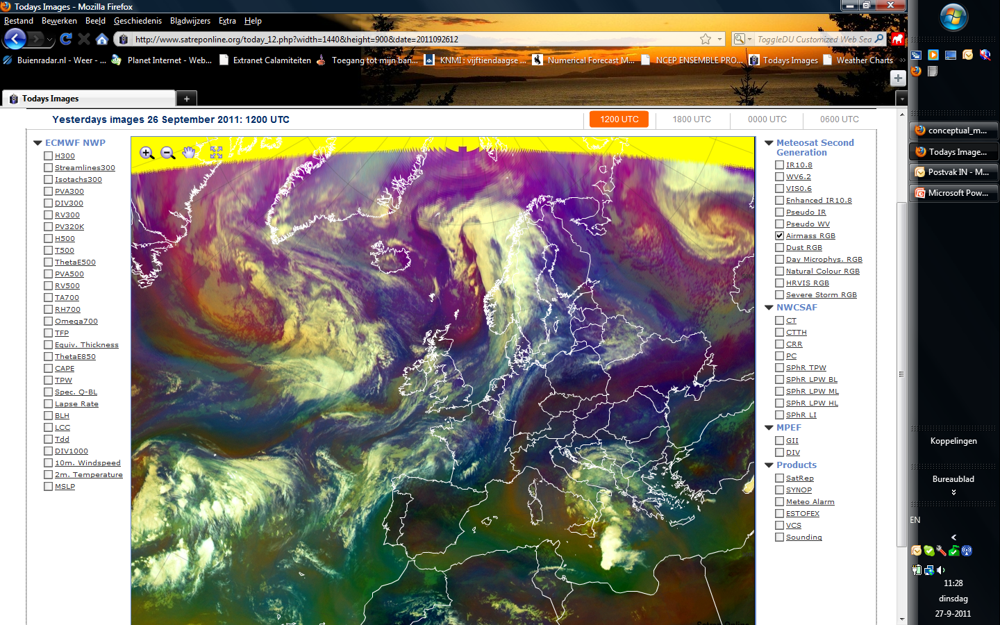 Todays Images - Mozilla Firefox
Bestand Bewerken Beeld Geschiedenis Bladwijzers Extra Help
http://www.satreponline.org/today_12.php?width=1440&height=900&date=2011092612
ToggleDU Customized Web Sea
Buienradar.nl - Weer - ... Planet Internet - Web... Extranet Calamiteiten Toegang tot mijn ban... KNMI : vijftiendaagse ... Numerical Forecast M... NCEP ENSEMBLE PRO... Todays Images Weather Charts
Todays Images
Yesterdays images 26 September 2011: 1200 UTC
1200 UTC 1800 UTC 0000 UTC 0600 UTC
ECMWF NWP
H300
Streamlines300
Isotachs300
PVA300
DIV300
RV300
PV320K
H500
T500
ThetaE500
PVA500
RV500
TA700
RH700
Omega700
TFP
Equiv. Thickness
ThetaE850
CAPE
TPW
Spec. Q-BL
Lapse Rate
BLH
LCC
Tdd
DIV1000
10m. Windspeed
2m. Temperature
MSLP
Meteosat Second
Generation
IR10.8
WV6.2
VIS0.6
Enhanced IR10.8
Pseudo IR
Pseudo WV
Airmass RGB
Dust RGB
Day Microphys. RGB
Natural Colour RGB
HRVIS RGB
Severe Storm RGB
NWCSAF
CT
CTTH
CRR
PC
SPhR TPW
SPhR LPW BL
SPhR LPW ML
SPhR LPW HL
SPhR LI
MPEF
GII
DIV
Products
SatRep
SYNOP
Meteo Alarm
ESTOFEX
VCS
Sounding
conceptual_m...
Todays Image...
Postvak IN - M...
Microsoft Pow...
Koppelingen
Bureaublad
EN
11:28
dinsdag
27-9-2011